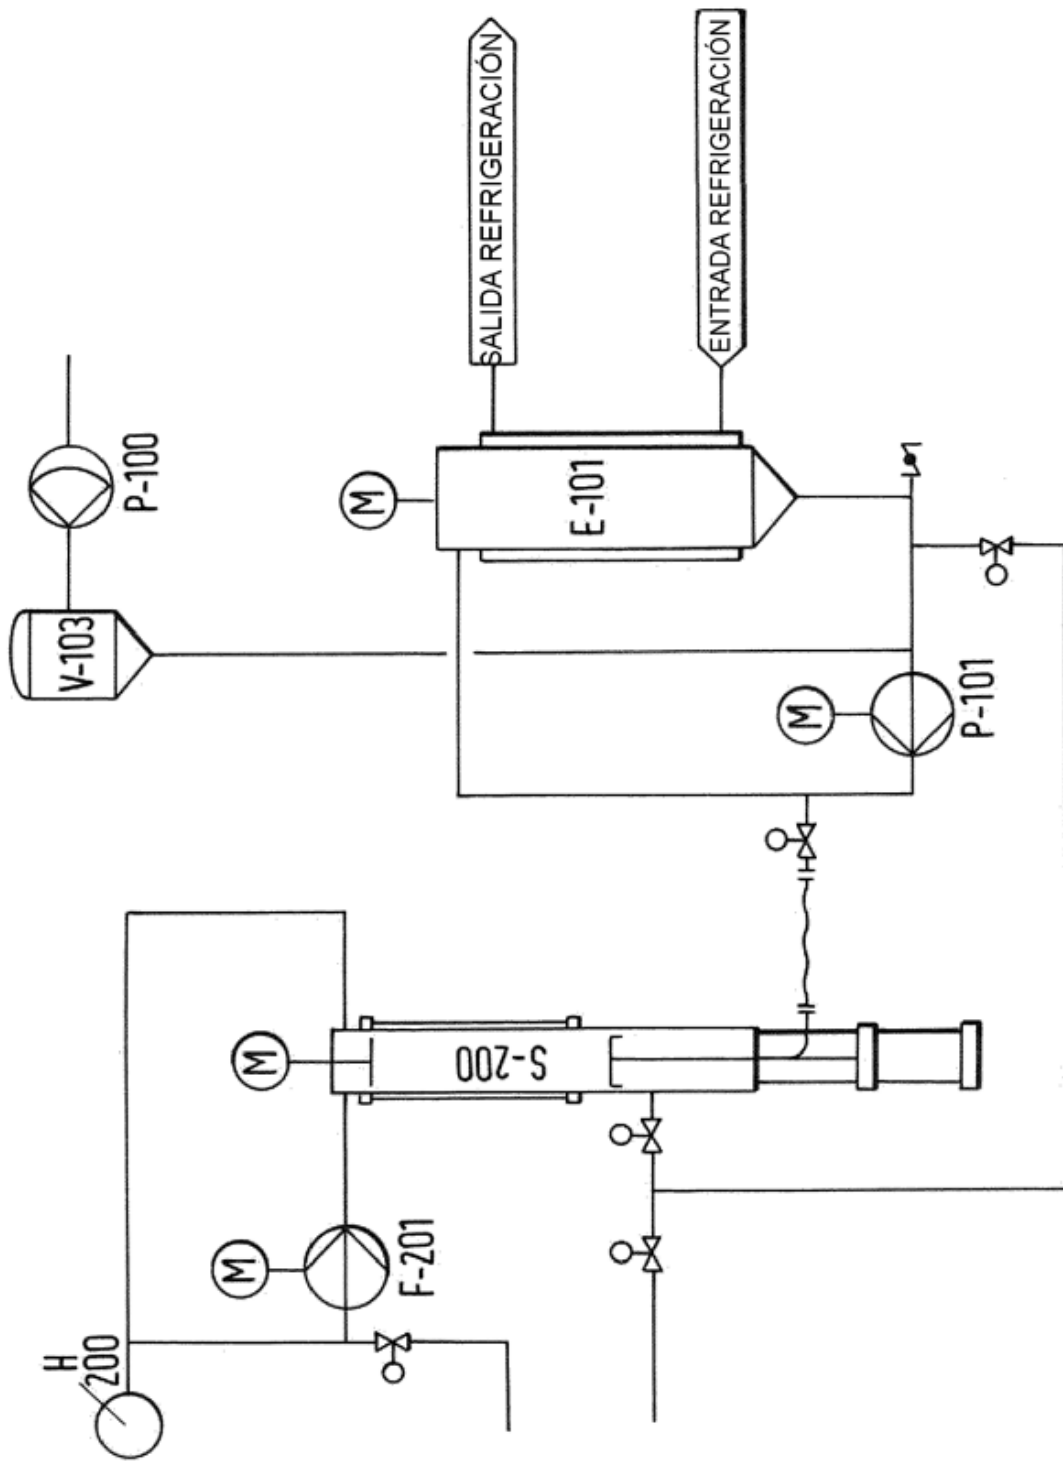 SALIDA REFRIGERACIÓN
ENTRADA REFRIGERACIÓN
P-100
V-103
M
E-101
M
P-101
M
S-200
M
F-201
H
200